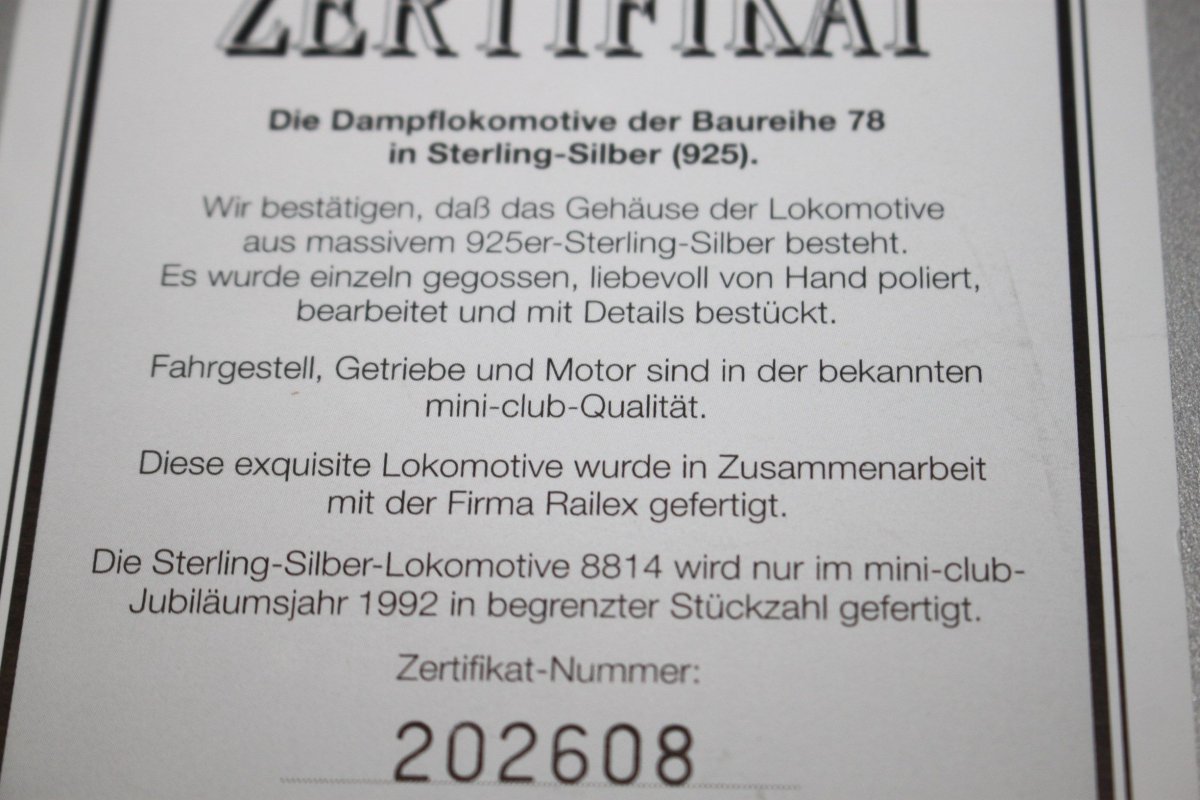 ZERTIFIKAT
Die Dampflokomotive der Baureihe 78
in Sterling-Silber (925).
Wir bestätigen, daß das Gehäuse der Lokomotive
aus massivem 925er-Sterling-Silber besteht.
Es wurde einzeln gegossen, liebevoll von Hand poliert,
bearbeitet und mit Details bestückt.
Fahrgestell, Getriebe und Motor sind in der bekannten
mini-club-Qualität.
Diese exquisite Lokomotive wurde in Zusammenarbeit
mit der Firma Railex gefertigt.
Die Sterling-Silber-Lokomotive 8814 wird nur im mini-club-
Jubiläumsjahr 1992 in begrenzter Stückzahl gefertigt.
Zertifikat-Nummer:
202608